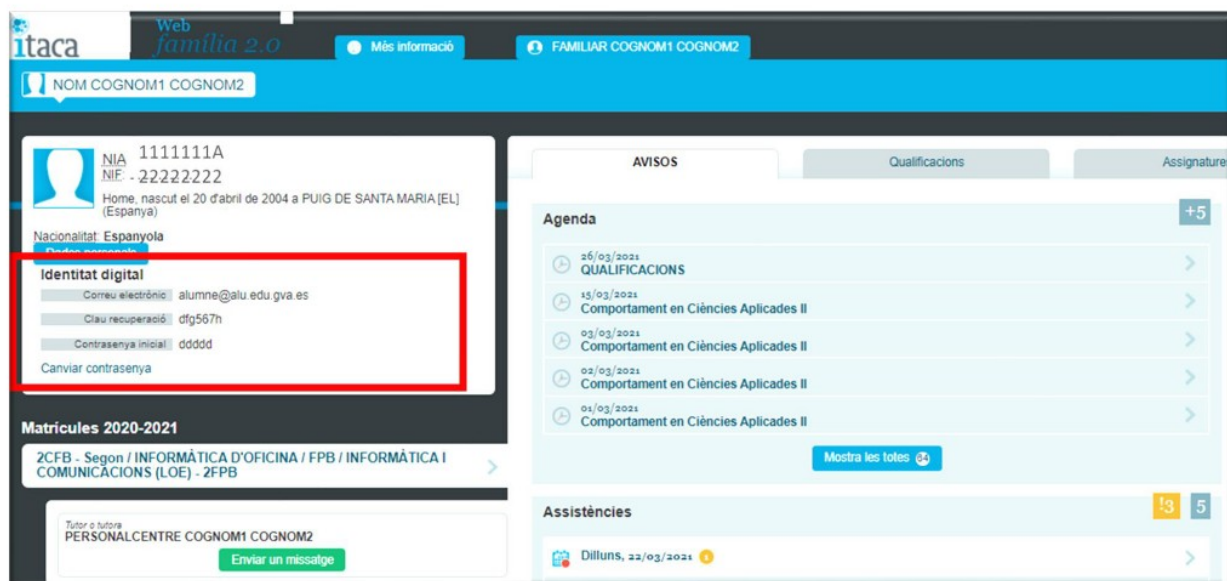 itaca
Web
família 2.0
Més informació
FAMILIAR COGNOM1 COGNOM2
NOM COGNOM1 COGNOM2
NIA 1111111A
NIF: - 22222222
Home, nascut el 20 d'abril de 2004 a PUIG DE SANTA MARIA [EL]
(Espanya)
Nacionalitat: Espanyola
Dades personals
Identitat digital
Correu electrònic alumne@alu.edu.gva.es
Clau recuperació dfg567h
Contrasenya inicial ddddd
Canviar contrasenya
Matrícules 2020-2021
2CFB - Segon / INFORMÀTICA D'OFICINA / FPB / INFORMÀTICA I
COMUNICACIONS (LOE) - 2FPB
Tutor o tutora
PERSONALCENTRE COGNOM1 COGNOM2
Enviar un missatge
AVISOS
Qualificacions
Assignature
Agenda
+5
26/03/2021
QUALIFICACIONS
15/03/2021
Comportament en Ciències Aplicades II
03/03/2021
Comportament en Ciències Aplicades II
02/03/2021
Comportament en Ciències Aplicades II
01/03/2021
Comportament en Ciències Aplicades II
Mostra les totes 64
Assistències
!3 5
Dilluns, 22/03/2021 1